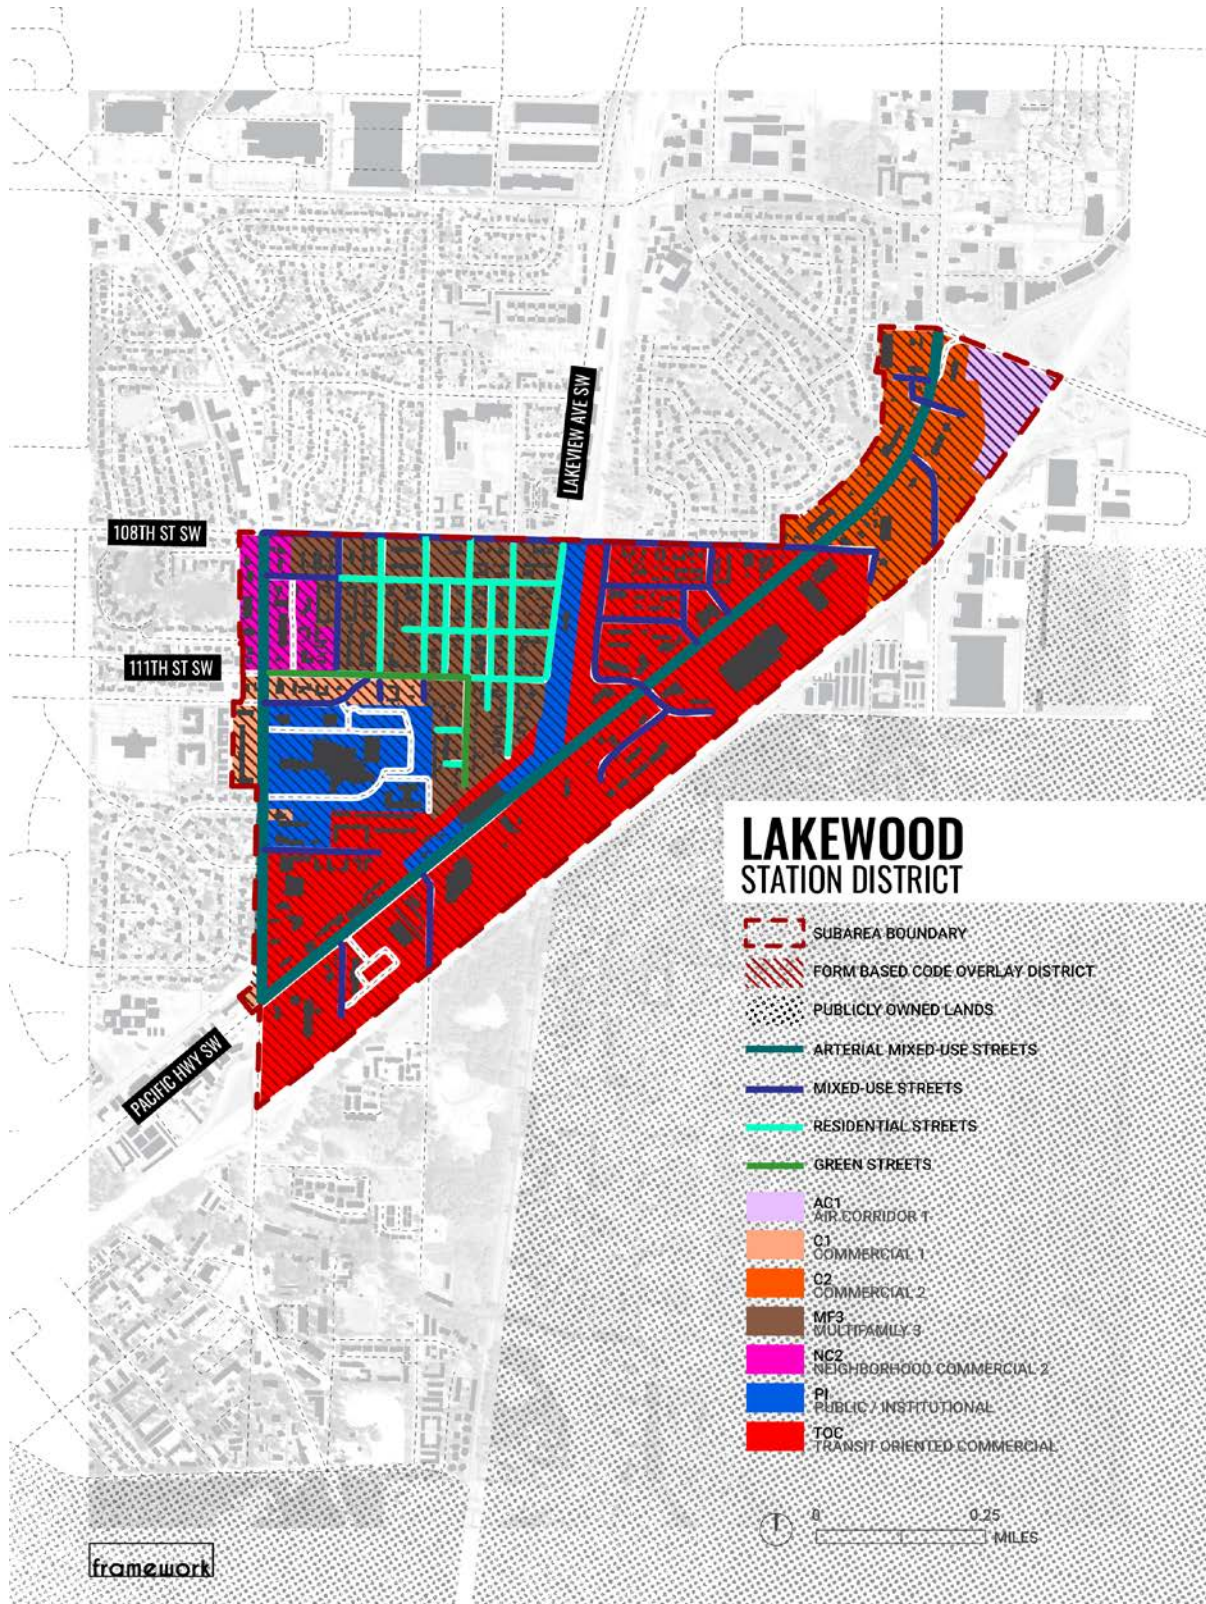 LAKEVIEW AVE SW
108TH ST SW
111TH ST SW
PACIFIC HWY SW
LAKEWOOD
STATION DISTRICT
SUBAREA BOUNDARY
FORM BASED CODE OVERLAY DISTRICT
PUBLICLY OWNED LANDS
ARTERIAL MIXED-USE STREETS
MIXED-USE STREETS
RESIDENTIAL STREETS
GREEN STREETS
AC1
AIR CORRIDOR 1
C1
COMMERCIAL 1
C2
COMMERCIAL 2
MF3
MULTIFAMILY 3
NC2
NEIGHBORHOOD COMMERCIAL 2
PI
PUBLIC / INSTITUTIONAL
TOC
TRANSIT ORIENTED COMMERCIAL
0 0.25
MILES
framework